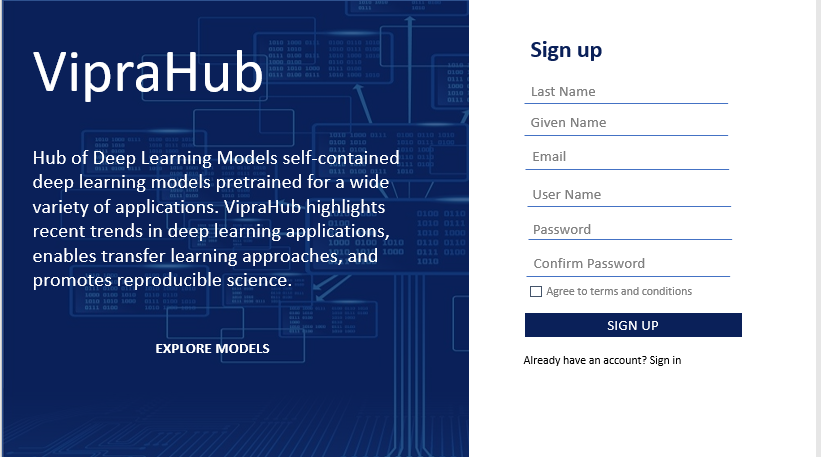 VipraHub
Hub of Deep Learning Models self-contained
deep learning models pretrained for a wide
variety of applications. VipraHub highlights
recent trends in deep learning applications,
enables transfer learning approaches, and
promotes reproducible science.
EXPLORE MODELS
Sign up
Last Name
Given Name
Email
User Name
Password
Confirm Password
Agree to terms and conditions
SIGN UP
Already have an account? Sign in